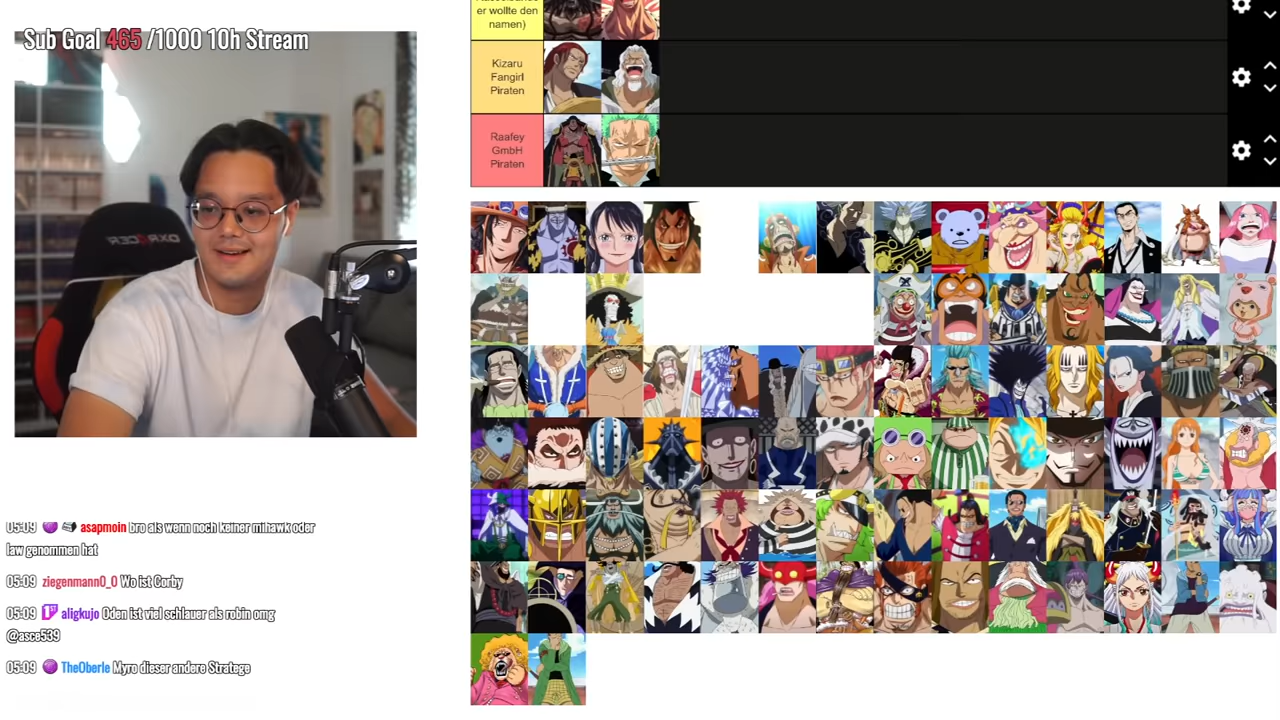 Sub Goal 465 /1000 10h Stream
er wollte den
namen)
Kizaru
Fangirl
Piraten
Raafey
GmbH
Piraten
05:09 asapmoin bro als wenn noch keiner mihawk oder
law genommen hat
05:09 ziegenmann0_0 Wo ist Corby
05:09 aligkujo Oden ist viel schlauer als robin omg
@asce539
05:09 TheOberle Myro dieser andere Stratege